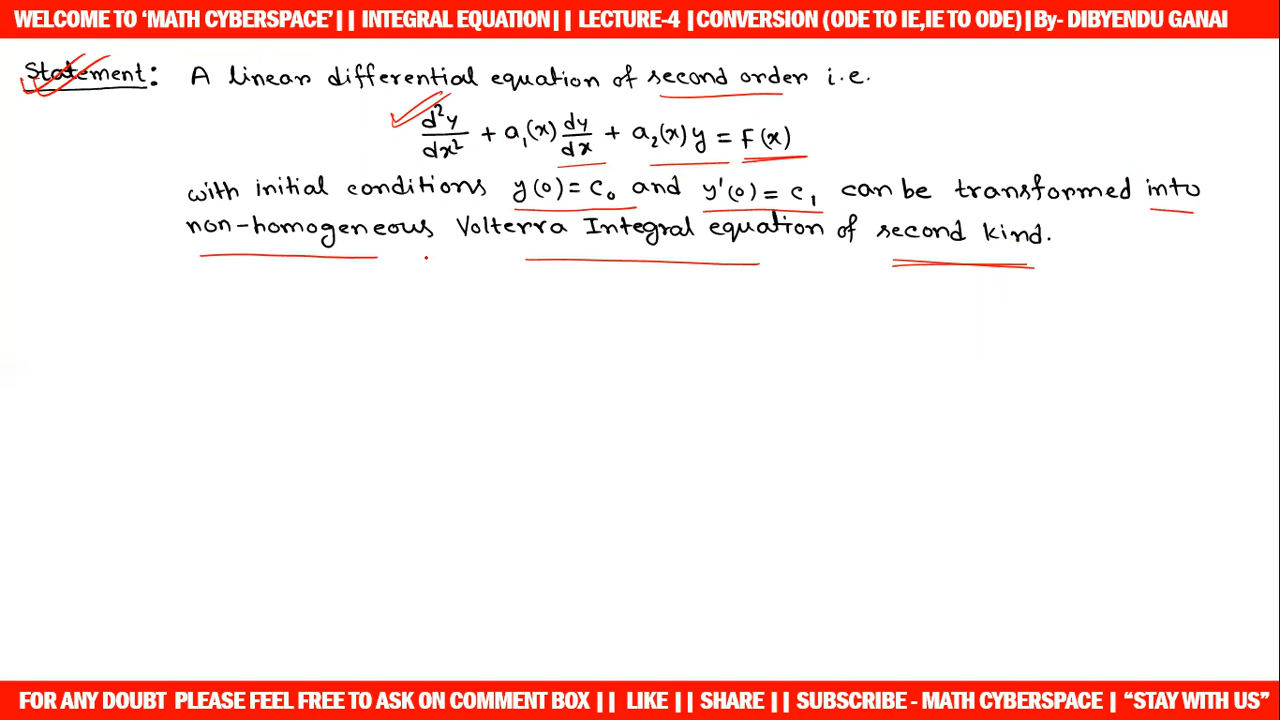 WELCOME TO ‘MATH CYBERSPACE’|| INTEGRAL EQUATION|| LECTURE-4 |CONVERSION (ODE TO IE,IE TO ODE)|By- DIBYENDU GANAI
Statement: A linear differential equation of second order i.e.
d²y/dx² + a₁(x) dy/dx + a₂(x) y = F(x)
with initial conditions y(0) = c₀ and y'(0) = c₁ can be transformed into
non-homogeneous Volterra Integral equation of second kind.
FOR ANY DOUBT PLEASE FEEL FREE TO ASK ON COMMENT BOX || LIKE || SHARE || SUBSCRIBE - MATH CYBERSPACE | “STAY WITH US”